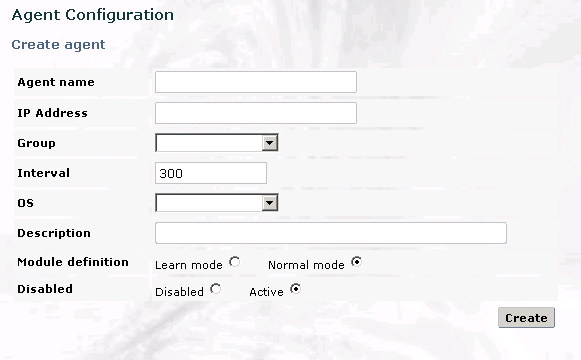 Agent Configuration
Create agent
Agent name
IP Address
Group
Interval 300
OS
Description
Module definition Learn mode Normal mode
Disabled Disabled Active
Create